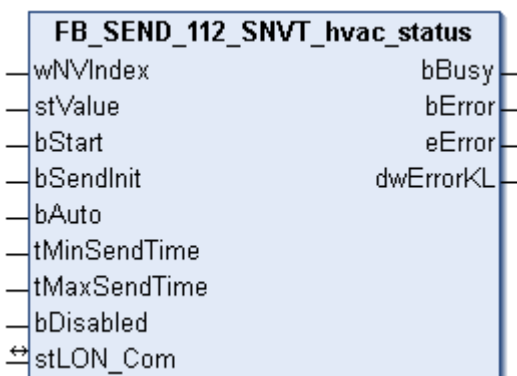 FB_SEND_112_SNVT_hvac_status
wNVIndex bBusy
stValue bError
bStart eError
bSendInit dwErrorKL
bAuto
tMinSendTime
tMaxSendTime
bDisabled
stLON_Com